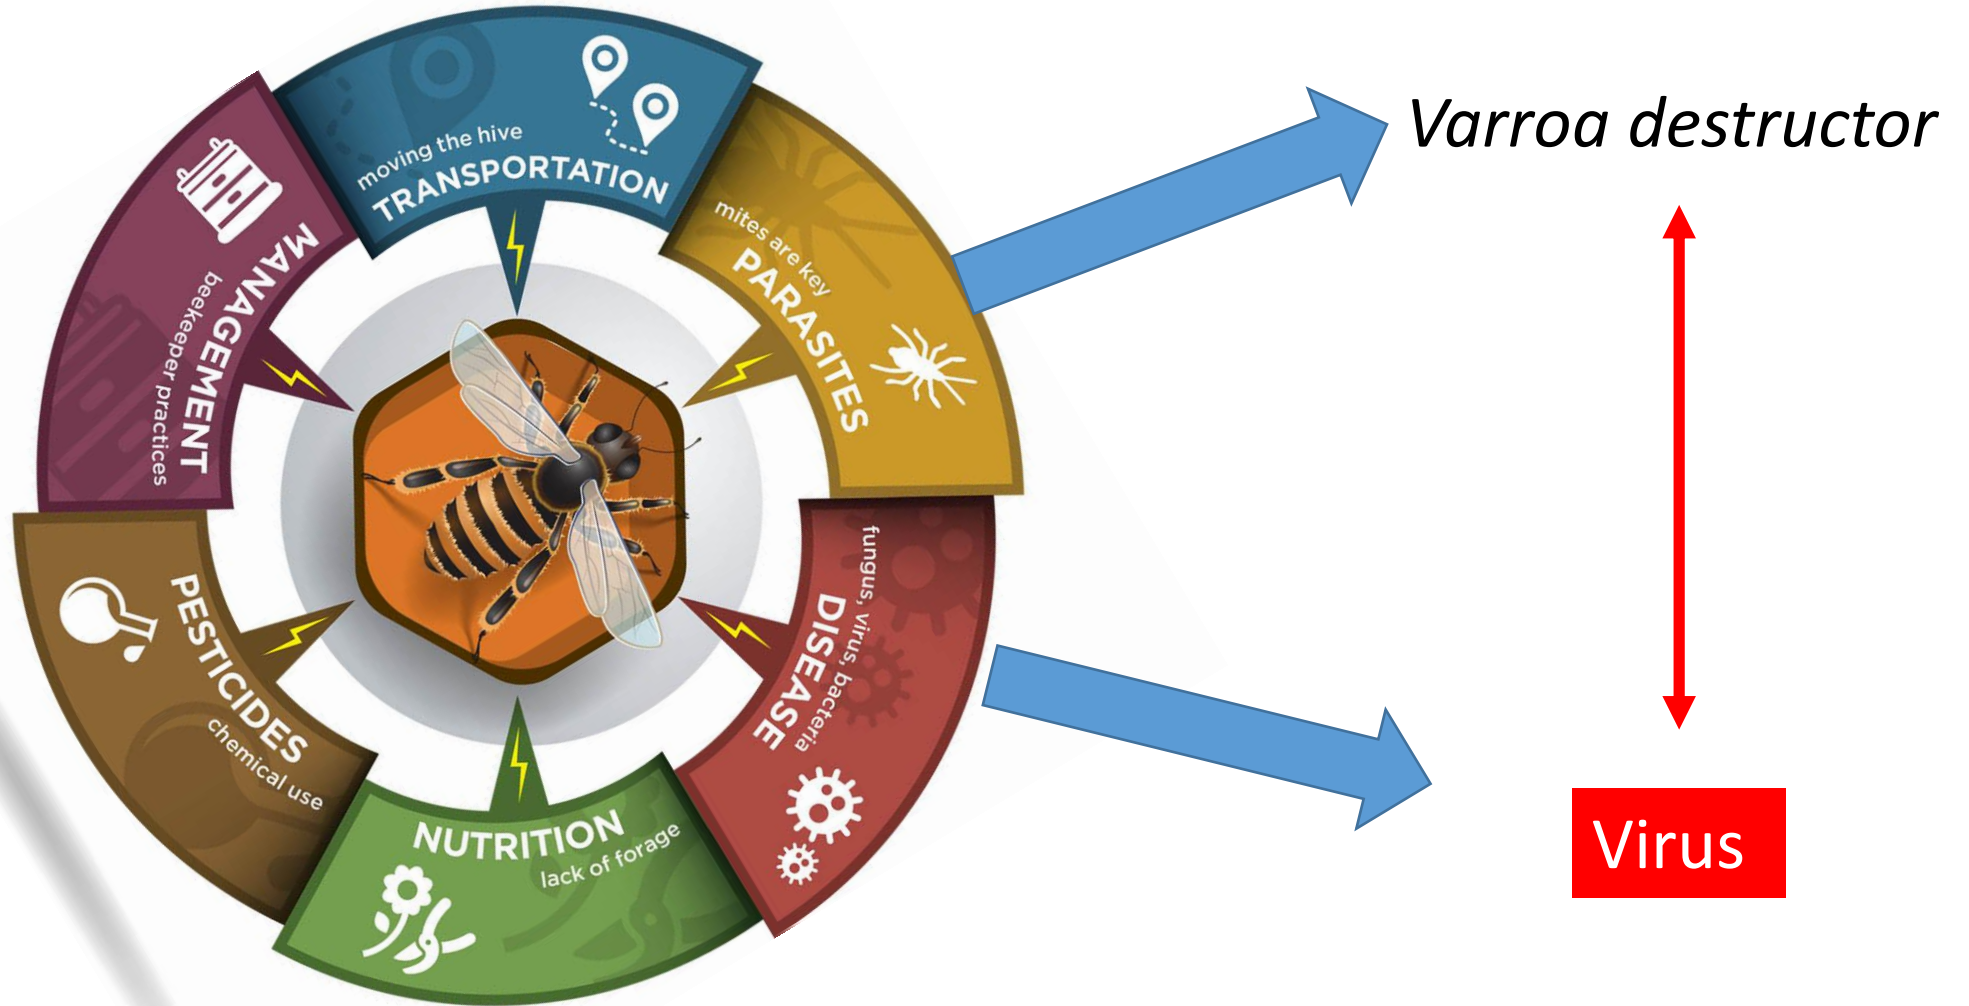 moving the hive
TRANSPORTATION
mites are key
PARASITES
fungus, virus, bacteria
DISEASE
NUTRITION
lack of forage
PESTICIDES
chemical use
MANAGEMENT
beekeeper practices
Varroa destructor
Virus